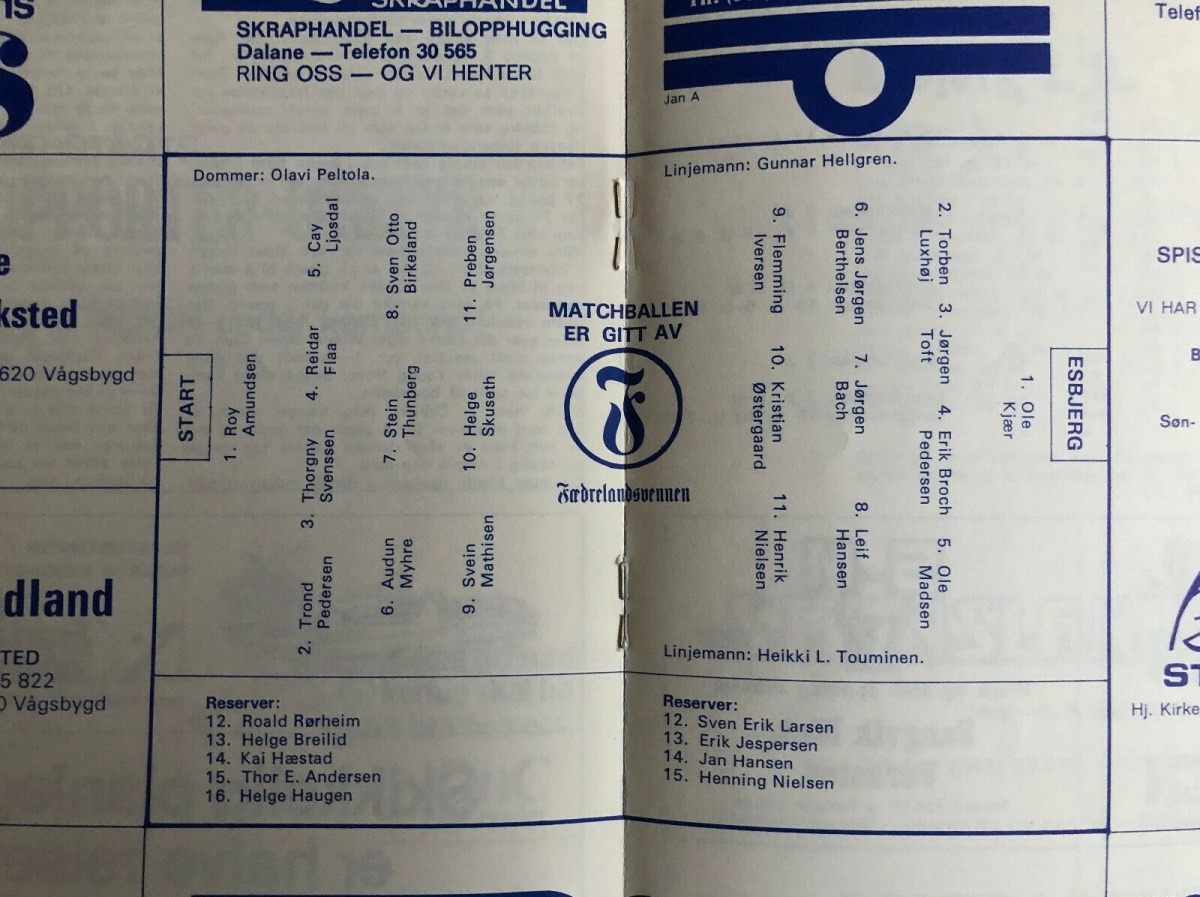 SKRAPHANDEL
SKRAPHANDEL — BILOPPHUGGING
Dalane — Telefon 30 565
RING OSS — OG VI HENTER
Jan A
Telef
ksted
620 Vågsbygd
dland
TED
5 822
0 Vågsbygd
Dommer: Olavi Peltola.
START
1. Roy
Amundsen
2. Trond
Pedersen
3. Thorgny
Svenssen
4. Reidar
Flaa
5. Cay
Ljosdal
6. Audun
Myhre
7. Stein
Thunberg
8. Sven Otto
Birkeland
9. Svein
Mathisen
10. Helge
Skuseth
11. Preben
Jørgensen
MATCHBALLEN
ER GITT AV
F
Fædrelandsvennen
Linjemann: Gunnar Hellgren.
ESBJERG
1. Ole
Kjær
2. Torben
Luxhøj
3. Jørgen
Toft
4. Erik Broch
Pedersen
5. Ole
Madsen
6. Jens Jørgen
Berthelsen
7. Jørgen
Bach
8. Leif
Hansen
9. Flemming
Iversen
10. Kristian
Østergaard
11. Henrik
Nielsen
Linjemann: Heikki L. Touminen.
Reserver:
12. Roald Rørheim
13. Helge Breilid
14. Kai Hæstad
15. Thor E. Andersen
16. Helge Haugen
Reserver:
12. Sven Erik Larsen
13. Erik Jespersen
14. Jan Hansen
15. Henning Nielsen
SPIS
VI HAR
B
Søn-
ST
Hj. Kirke